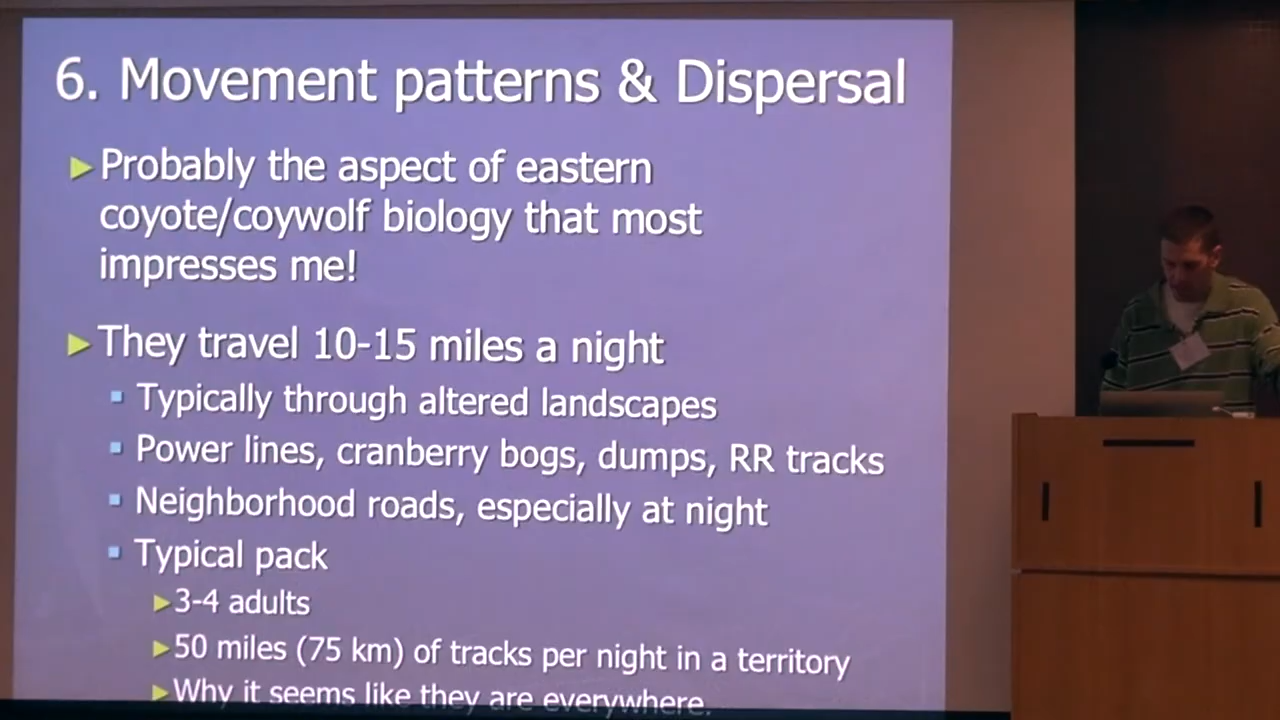 6. Movement patterns & Dispersal
Probably the aspect of eastern
coyote/coywolf biology that most
impresses me!
They travel 10-15 miles a night
Typically through altered landscapes
Power lines, cranberry bogs, dumps, RR tracks
Neighborhood roads, especially at night
Typical pack
3-4 adults
50 miles (75 km) of tracks per night in a territory
Why it seems like they are everywhere.